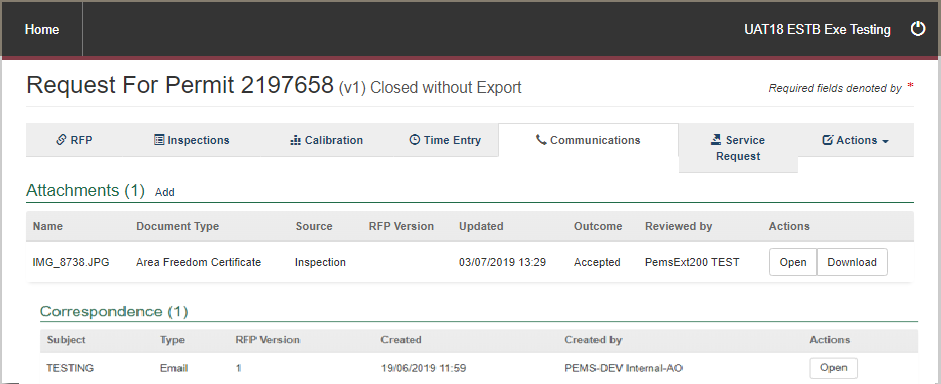 Home UAT18 ESTB Exe Testing
Request For Permit 2197658 (v1) Closed without Export Required fields denoted by *
RFP Inspections Calibration Time Entry Communications Service Request Actions
Attachments (1) Add
Name Document Type Source RFP Version Updated Outcome Reviewed by Actions
IMG_8738.JPG Area Freedom Certificate Inspection 03/07/2019 13:29 Accepted PemsExt200 TEST Open Download
Correspondence (1)
Subject Type RFP Version Created Created by Actions
TESTING Email 1 19/06/2019 11:59 PEMS-DEV Internal-AO Open